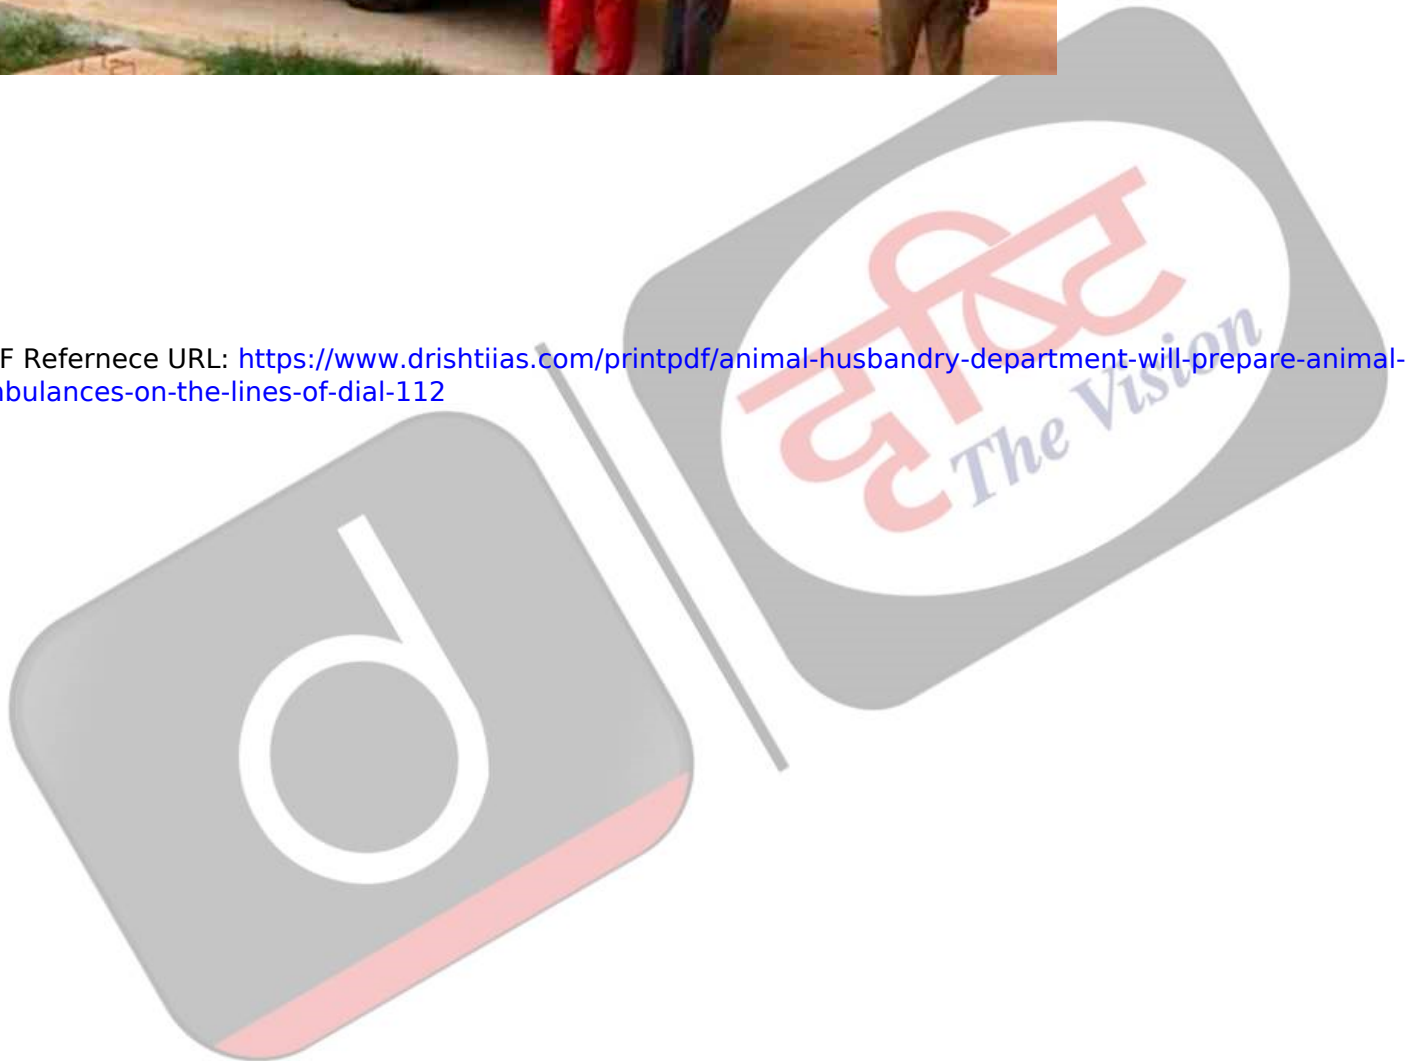 F Refernece URL: https://www.drishtiias.com/printpdf/animal-husbandry-department-will-prepare-animal-
nbulances-on-the-lines-of-dial-112
दृष्टि
The Vision
d